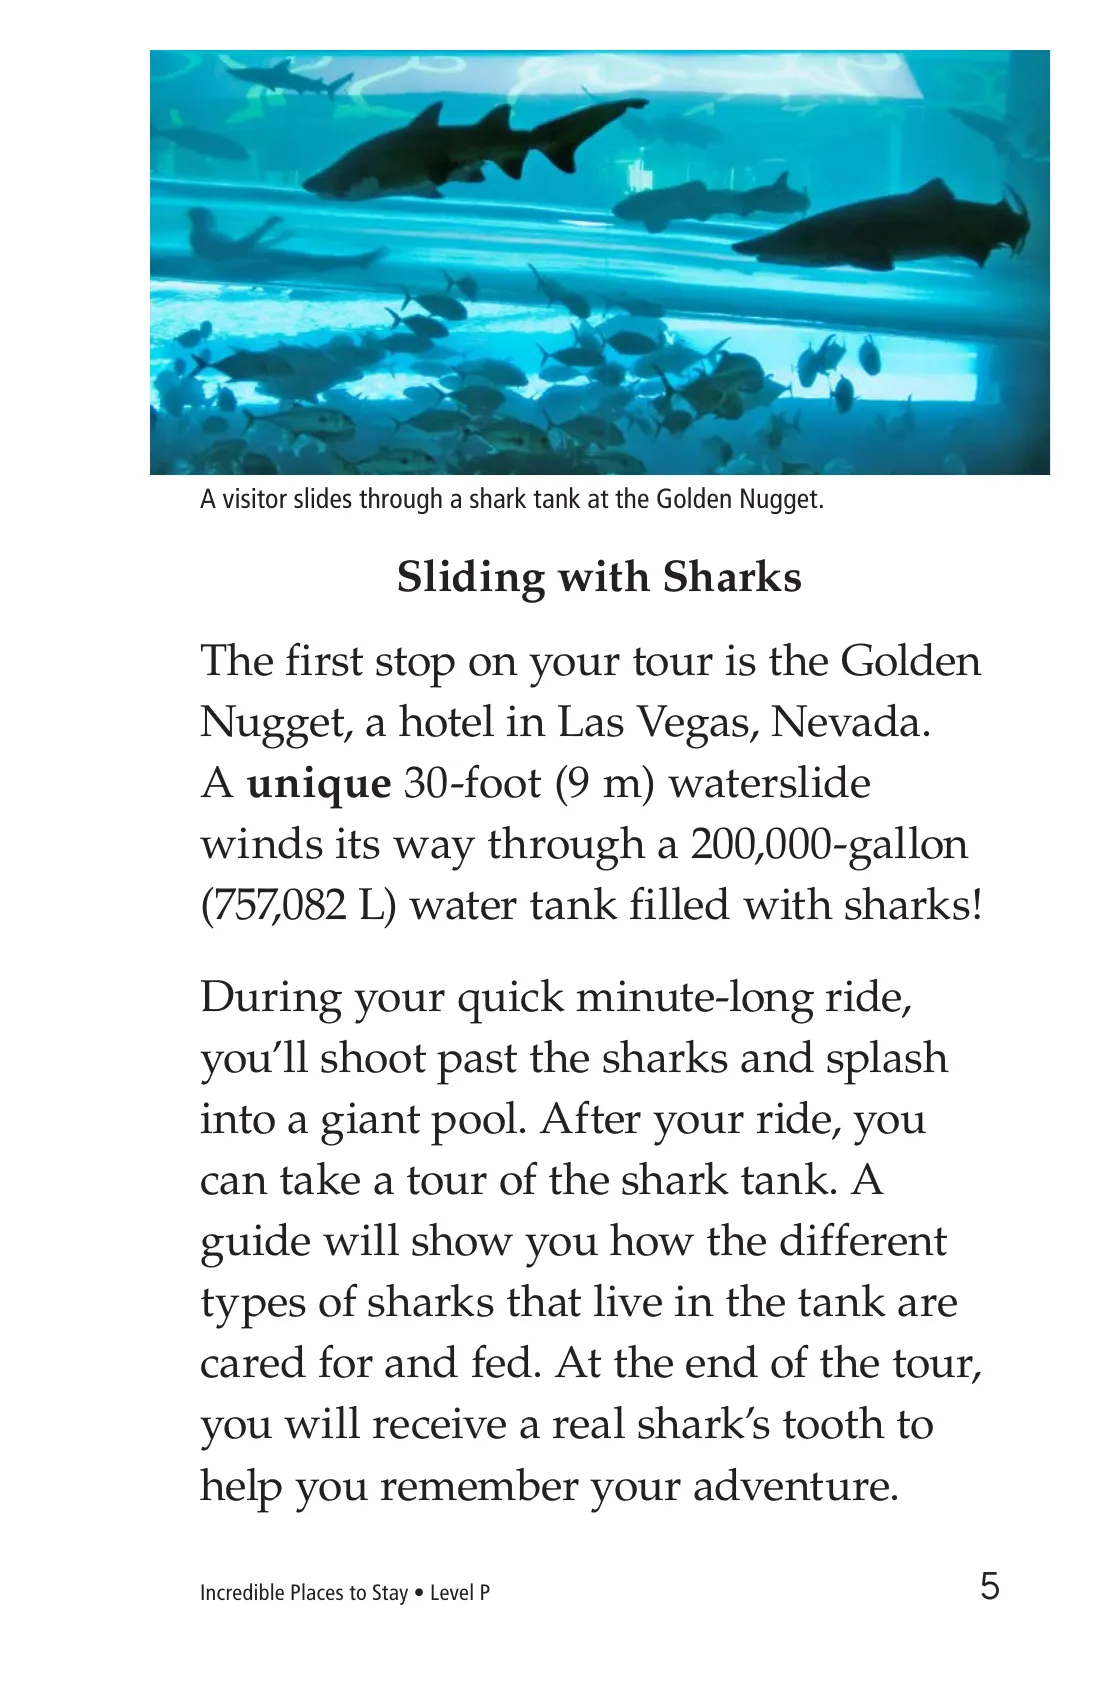 A visitor slides through a shark tank at the Golden Nugget.
Sliding with Sharks
The first stop on your tour is the Golden
Nugget, a hotel in Las Vegas, Nevada.
A unique 30-foot (9 m) waterslide
winds its way through a 200,000-gallon
(757,082 L) water tank filled with sharks!
During your quick minute-long ride,
you’ll shoot past the sharks and splash
into a giant pool. After your ride, you
can take a tour of the shark tank. A
guide will show you how the different
types of sharks that live in the tank are
cared for and fed. At the end of the tour,
you will receive a real shark’s tooth to
help you remember your adventure.
Incredible Places to Stay • Level P
5